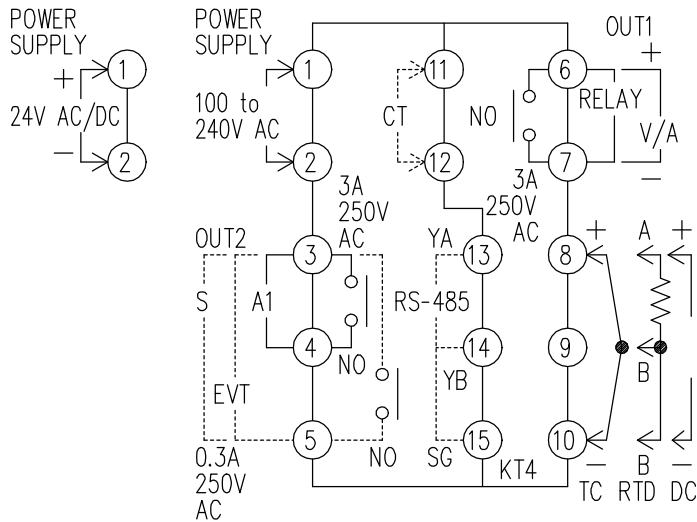 POWER
SUPPLY
+
24V AC/DC
−
1
2
POWER
SUPPLY
100 to
240V AC
1
2
11
CT
12
OUT1
6
NO
RELAY
+
V/A
−
7
3A
250V
AC
3A
250V
AC
OUT2
S
EVT
A1
3
4
5
NO
NO
0.3A
250V
AC
YA
13
RS-485
14
YB
15
SG
KT4
8
9
10
+
−
TC
A
B
B
RTD
+
−
DC